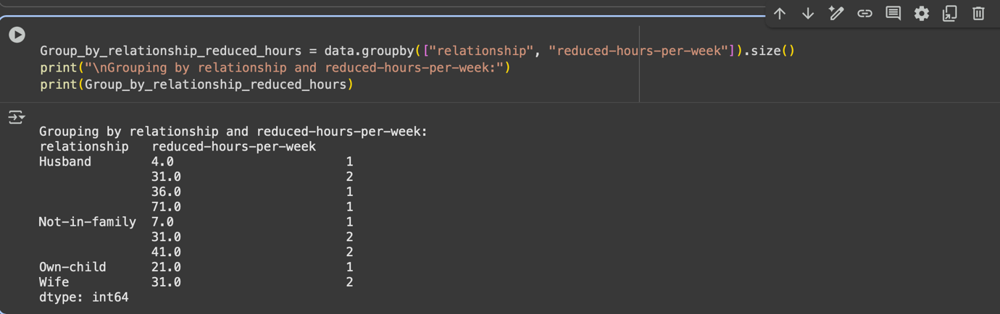 Group_by_relationship_reduced_hours = data.groupby(["relationship", "reduced-hours-per-week"]).size()
print("\nGrouping by relationship and reduced-hours-per-week:")
print(Group_by_relationship_reduced_hours)
Grouping by relationship and reduced-hours-per-week:
relationship   reduced-hours-per-week
Husband        4.0                       1
               31.0                      2
               36.0                      1
               71.0                      1
Not-in-family  7.0                       1
               31.0                      2
               41.0                      2
Own-child      21.0                      1
Wife           31.0                      2
dtype: int64